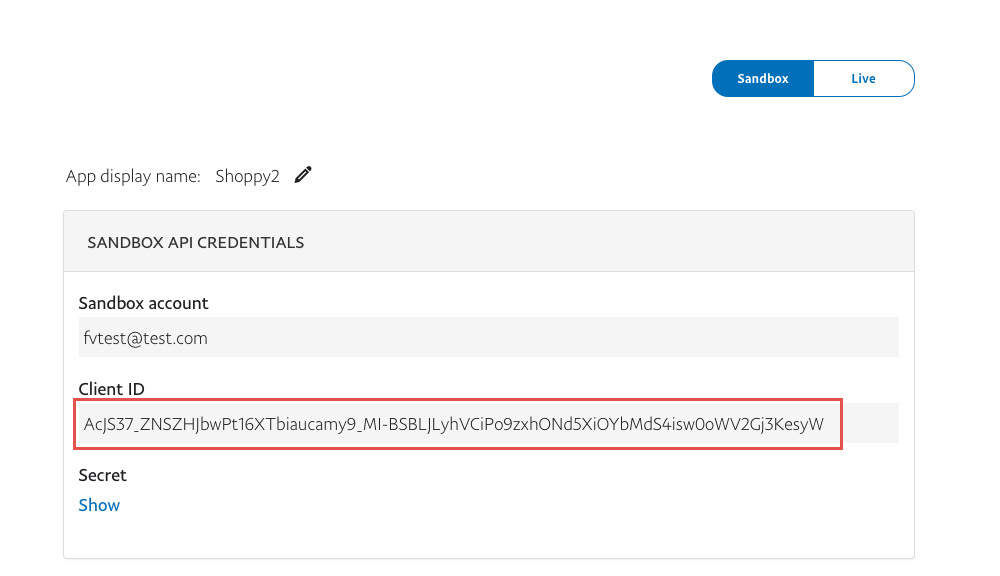 Sandbox Live
App display name: Shoppy2
SANDBOX API CREDENTIALS
Sandbox account
fvtest@test.com
Client ID
AcJS37_ZNSZHJbwPt16XTbiaucamy9_MI-BSBLJLyhVCiPo9zxhONd5XiOYbMdS4isw0oWV2Gj3KesyW
Secret
Show